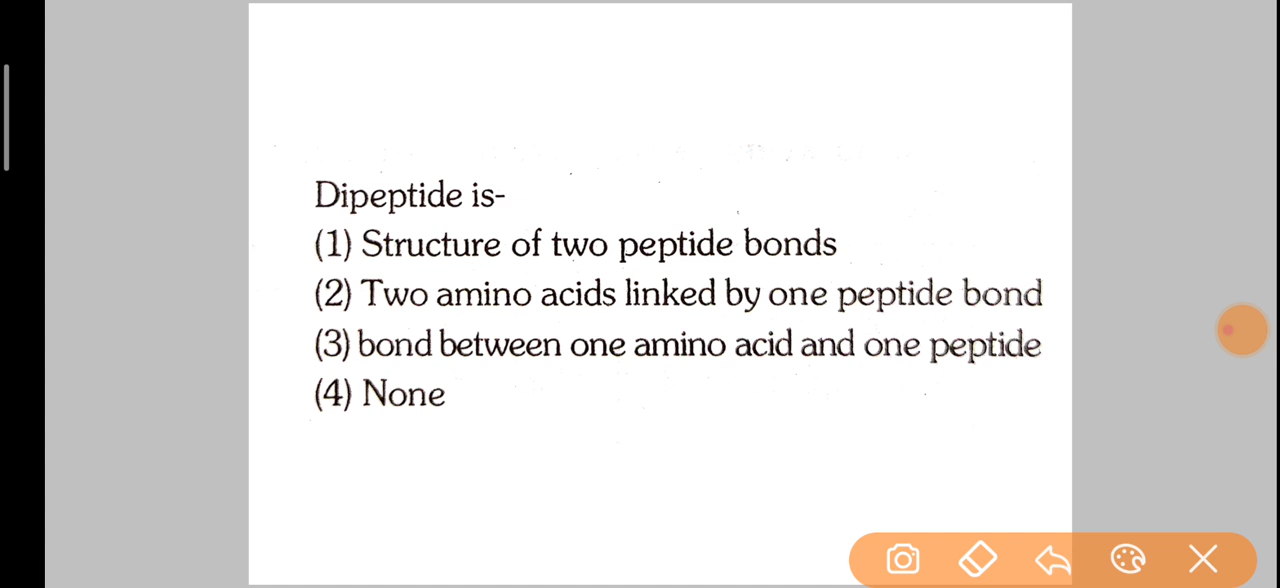 Dipeptide is-
(1) Structure of two peptide bonds
(2) Two amino acids linked by one peptide bond
(3) bond between one amino acid and one peptide
(4) None